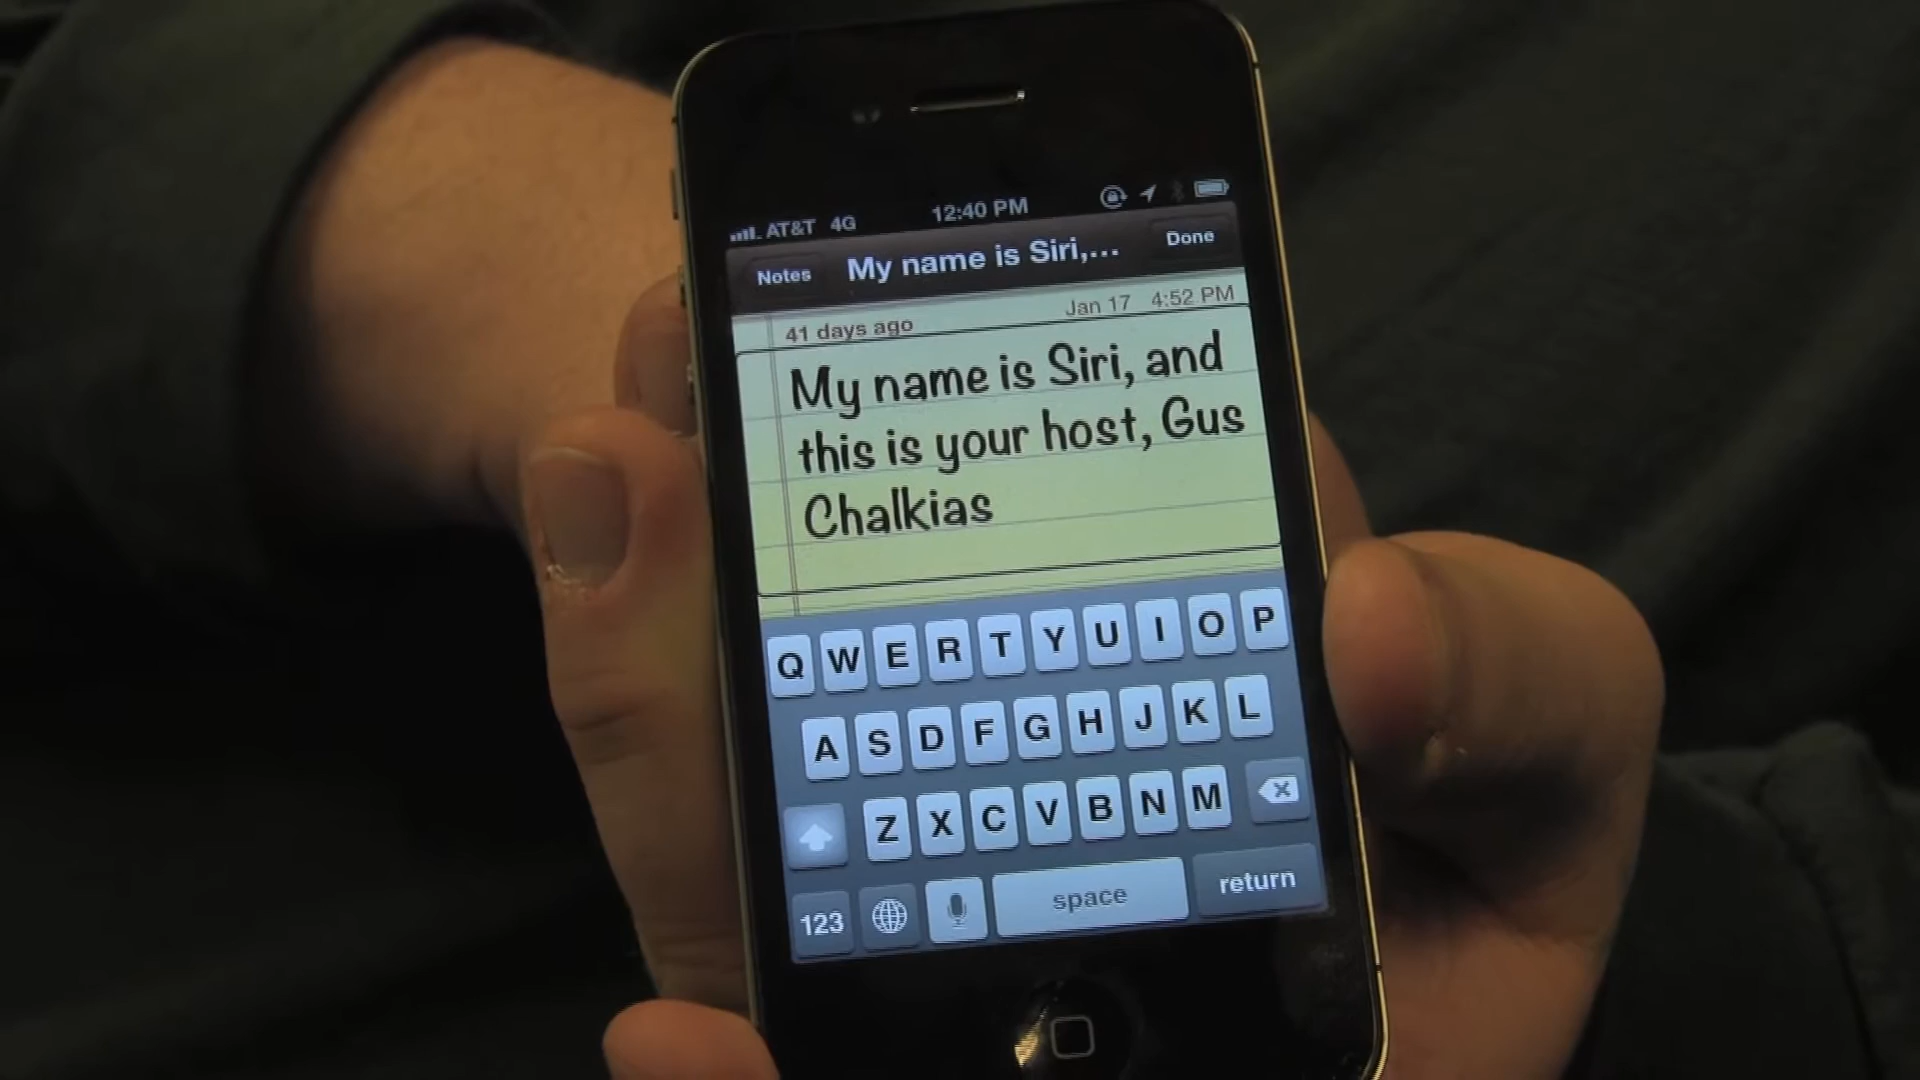 AT&T 4G 12:40 PM
Notes My name is Siri,... Done
41 days ago Jan 17 4:52 PM
My name is Siri, and
this is your host, Gus
Chalkias
Q W E R T Y U I O P
A S D F G H J K L
Z X C V B N M
123 space return